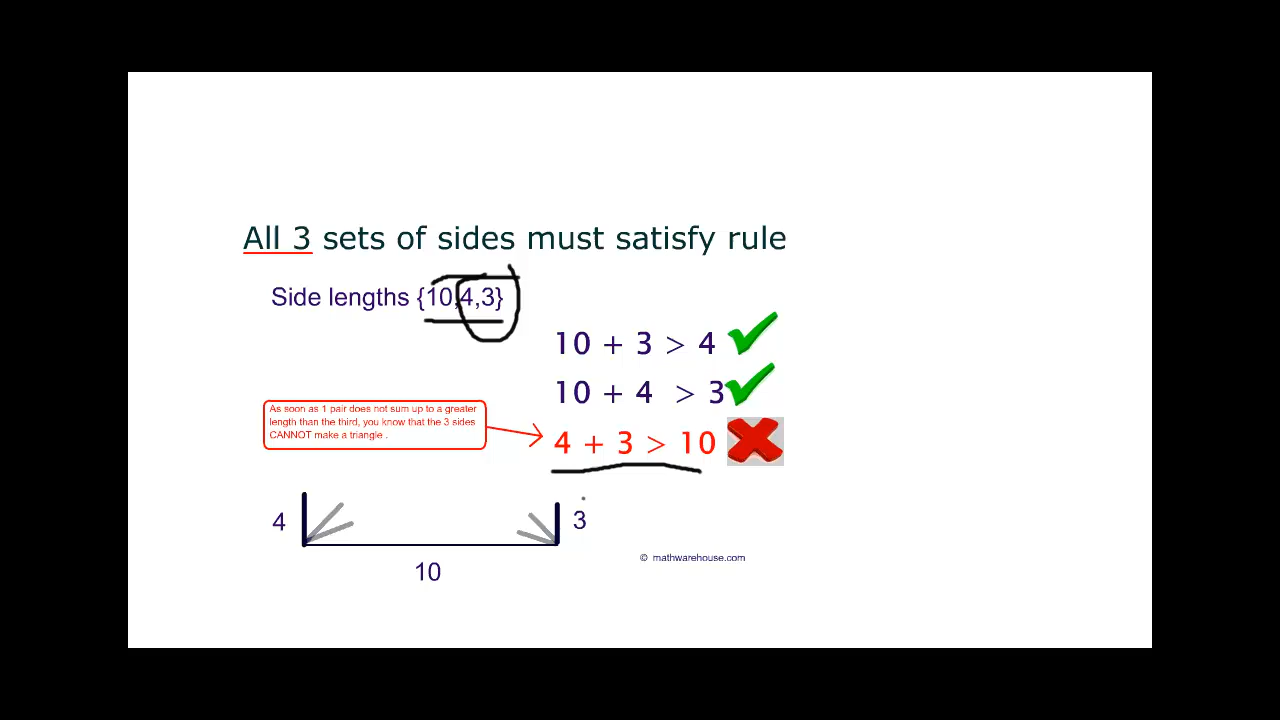 All 3 sets of sides must satisfy rule
Side lengths {10,4,3}
10 + 3 > 4
10 + 4 > 3
As soon as 1 pair does not sum up to a greater
length than the third, you know that the 3 sides
CANNOT make a triangle .
4 + 3 > 10
4
3
10
© mathwarehouse.com